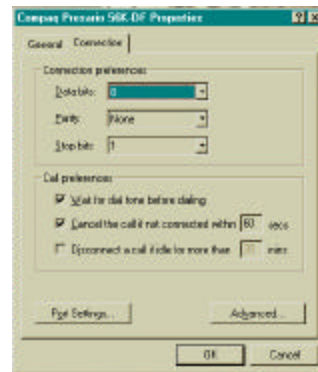 Compaq Presario 56K-DF Properties
General Connection
Connection preferences
Data bits: 8
Parity: None
Stop bits: 1
Call preferences
Wait for dial tone before dialing
Cancel the call if not connected within 60 secs
Disconnect a call if idle for more than 30 mins
Port Settings... Advanced...
OK Cancel